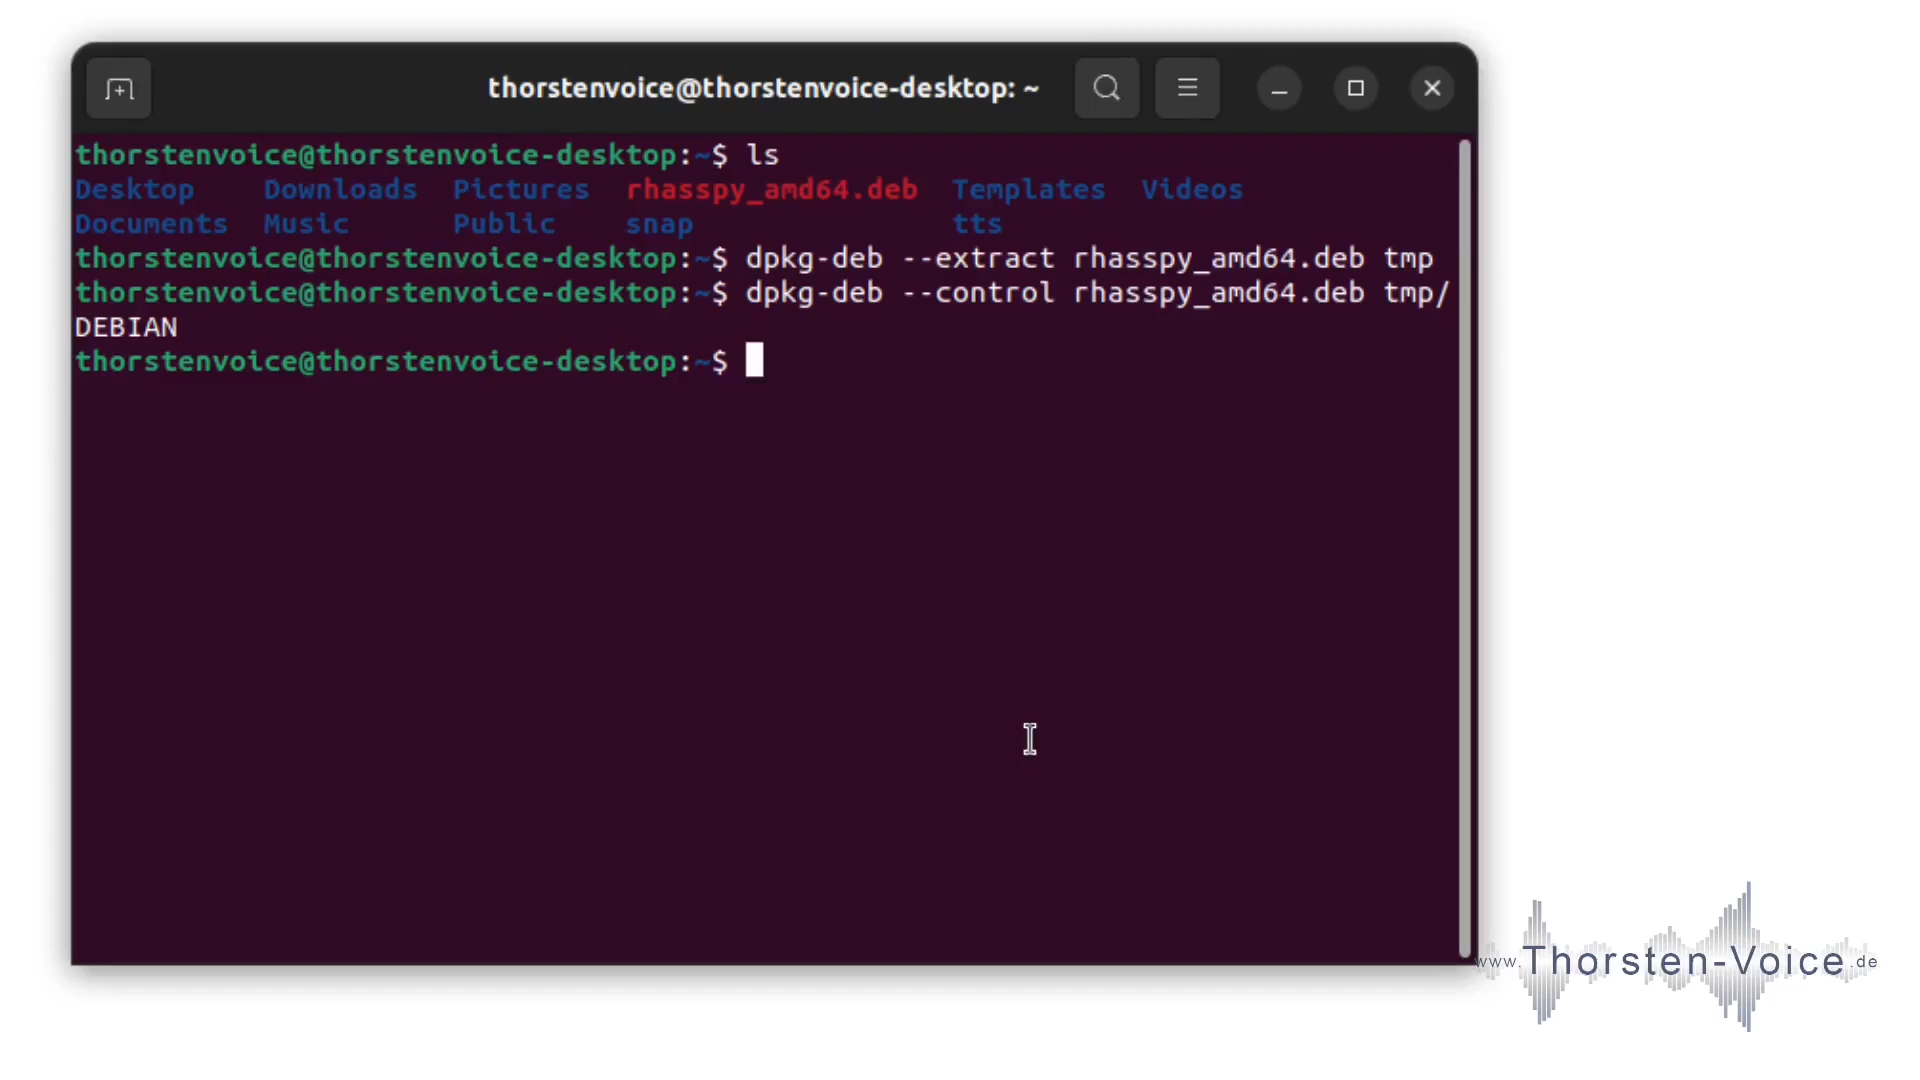 thorstenvoice@thorstenvoice-desktop: ~
thorstenvoice@thorstenvoice-desktop:~$ ls
Desktop Downloads Pictures rhasspy_amd64.deb Templates Videos
Documents Music Public snap tts
thorstenvoice@thorstenvoice-desktop:~$ dpkg-deb --extract rhasspy_amd64.deb tmp
thorstenvoice@thorstenvoice-desktop:~$ dpkg-deb --control rhasspy_amd64.deb tmp/
DEBIAN
thorstenvoice@thorstenvoice-desktop:~$
www.Thorsten-Voice.de